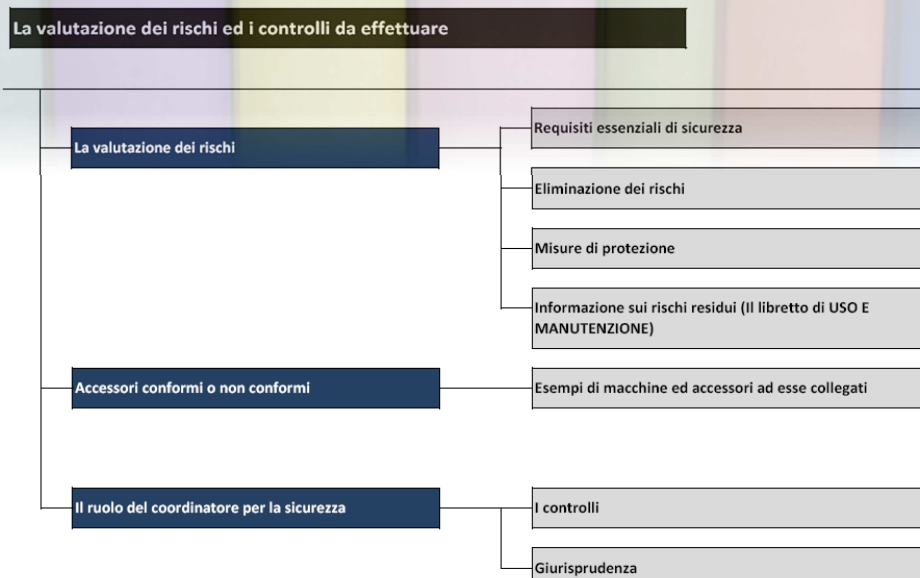 La valutazione dei rischi ed i controlli da effettuare
La valutazione dei rischi
Requisiti essenziali di sicurezza
Eliminazione dei rischi
Misure di protezione
Informazione sui rischi residui (Il libretto di USO E
MANUTENZIONE)
Accessori conformi o non conformi
Esempi di macchine ed accessori ad esse collegati
Il ruolo del coordinatore per la sicurezza
I controlli
Giurisprudenza